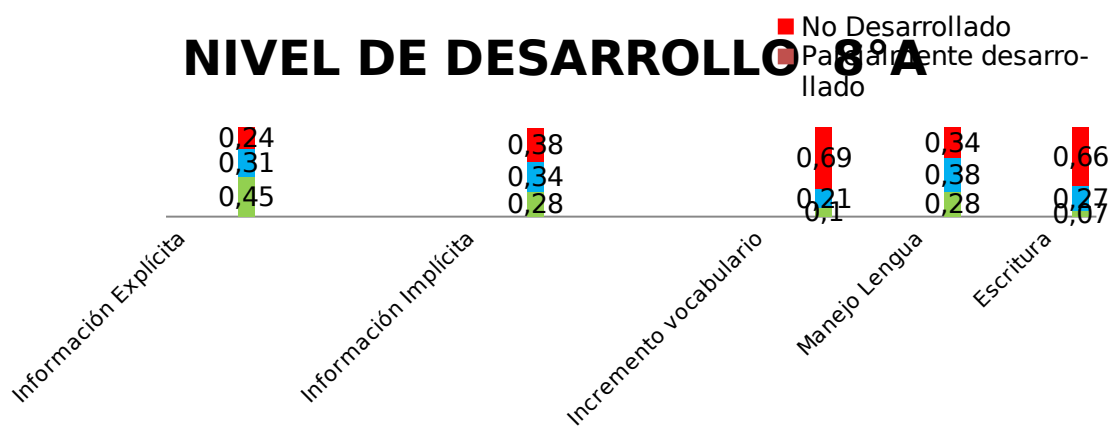 No Desarrollado
NIVEL DE DESARROLLO 8°A
Parcialmente desarro-
llado
0,24
0,38
0,69
0,34
0,66
0,31
0,34
0,21
0,38
0,27
0,45
0,28
0,1
0,28
0,07
Información Explícita
Información Implícita
Incremento vocabulario
Manejo Lengua
Escritura